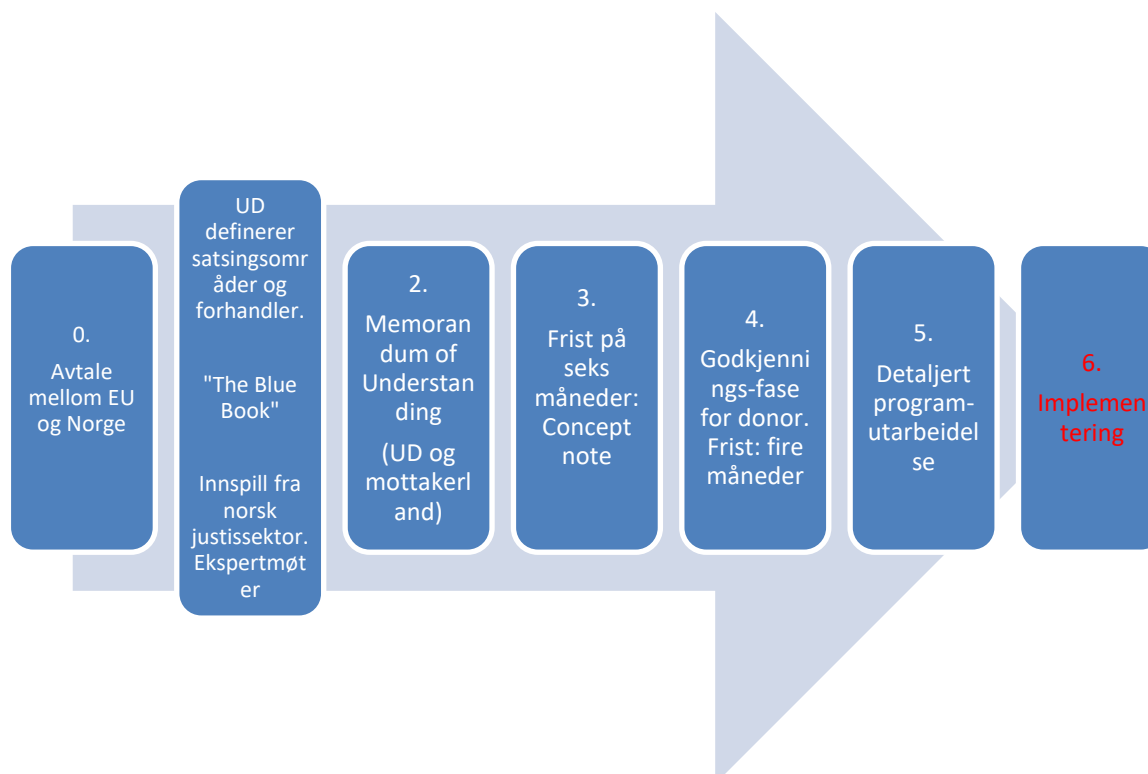 0.
Avtale
mellom EU
og Norge
UD
definerer
satsingsområ
åder og
forhandler.
"The Blue
Book"
Innspill fra
norsk
justissektor.
Ekspertmøt
er
2.
Memoran
dum of
Understan
ding
(UD og
mottakerl
and)
3.
Frist på
seks
måneder:
Concept
note
4.
Godkjenni
ngs-fase
for donor.
Frist: fire
måneder
5.
Detaljert
program-
utarbeidel
se
6.
Implemen
tering